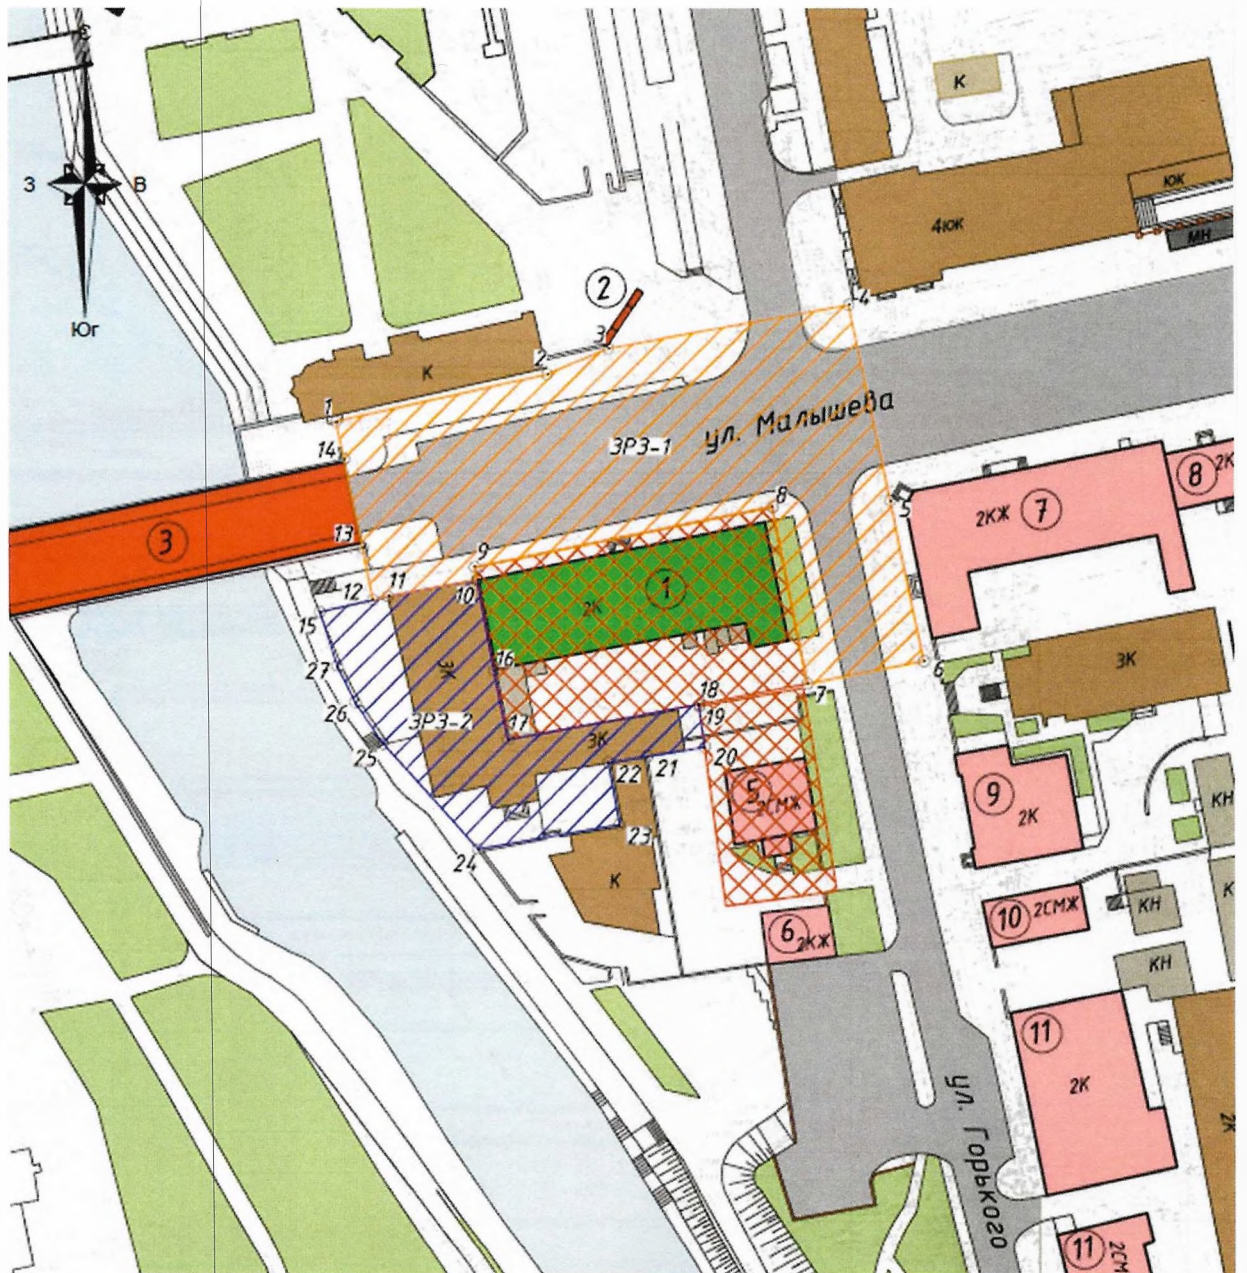 С
К
З
В
ЮК
4юк
МН
2
4
Юг
3
2
К
1
ул. Малышева
ЗРЗ-1
14
2К
8
8
5
2КЖ
7
13
3
9
11
12
10
1
2К
15
6
16
3К
3К
27
18
7
ЗРЗ-2
17
19
26
3К
25
20
21
22
5
2СМЖ
9
2К
КН
23
24
К
К
10
2СМЖ
КН
6
2КЖ
КН
11
2К
ул. Горького
2К
11
2СМ